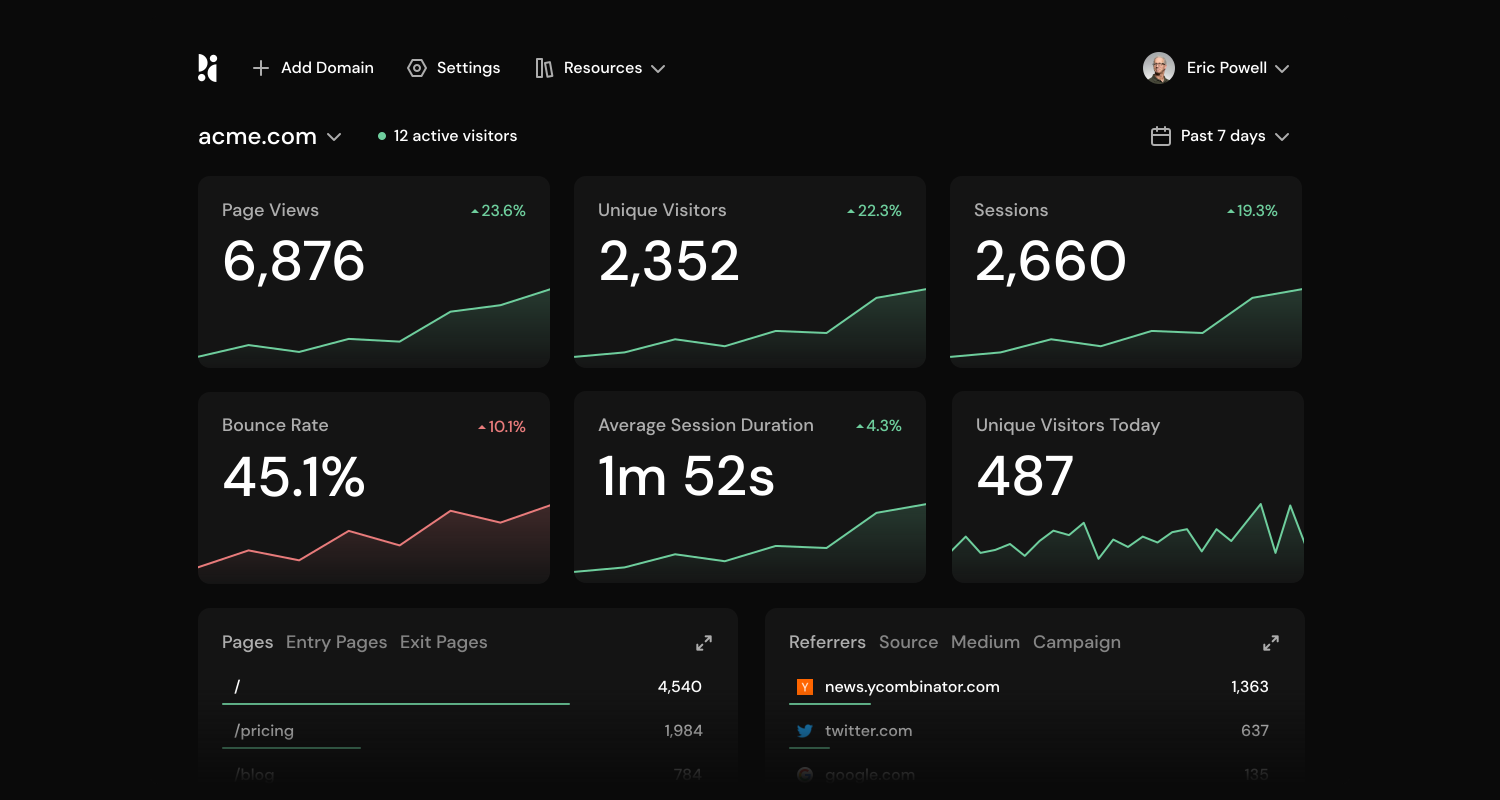 Add Domain
Settings
Resources
Eric Powell
acme.com
12 active visitors
Past 7 days
Page Views
23.6%
6,876
Unique Visitors
22.3%
2,352
Sessions
19.3%
2,660
Bounce Rate
10.1%
45.1%
Average Session Duration
4.3%
1m 52s
Unique Visitors Today
487
Pages Entry Pages Exit Pages
/ 4,540
/pricing 1,984
/blog 784
Referrers Source Medium Campaign
Y news.ycombinator.com 1,363
twitter.com 637
google.com 135